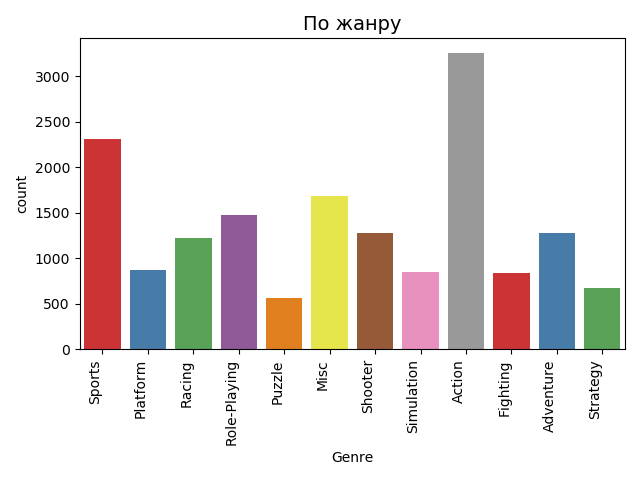 По жанру
3000
2500
2000
1500
1000
500
0
count
Sports
Platform
Racing
Role-Playing
Puzzle
Misc
Shooter
Simulation
Action
Fighting
Adventure
Strategy
Genre